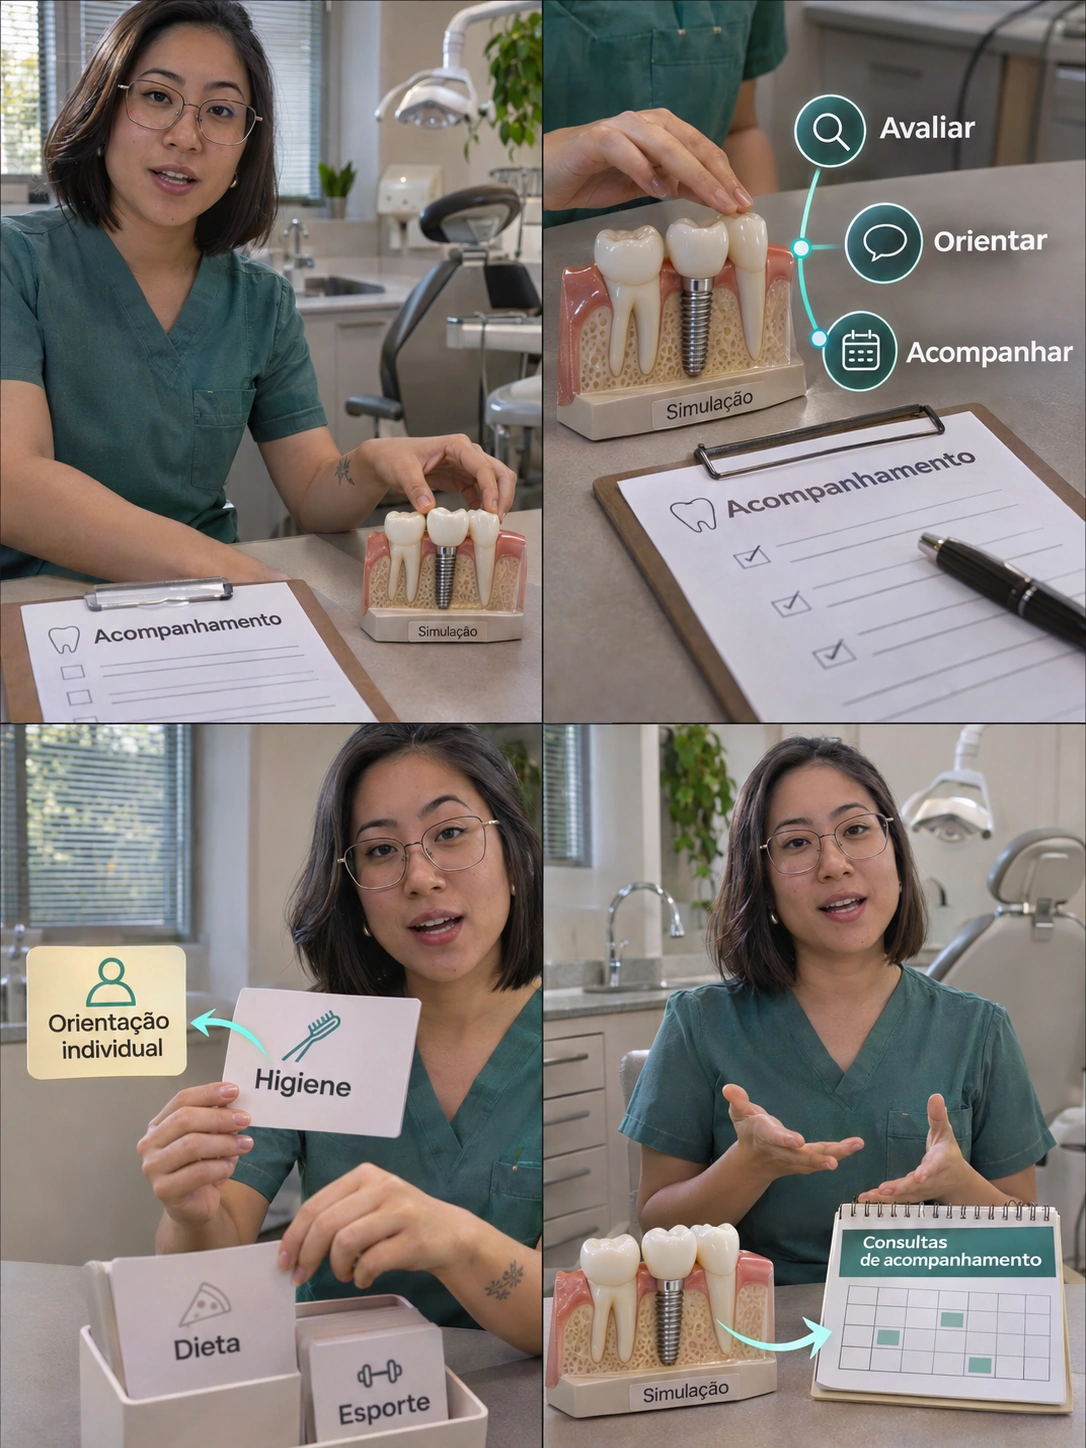 Acompanhamento
Simulação
Avaliar
Orientar
Acompanhar
Simulação
Acompanhamento
Orientação
individual
Higiene
Dieta
Esporte
Consultas
de acompanhamento
Simulação